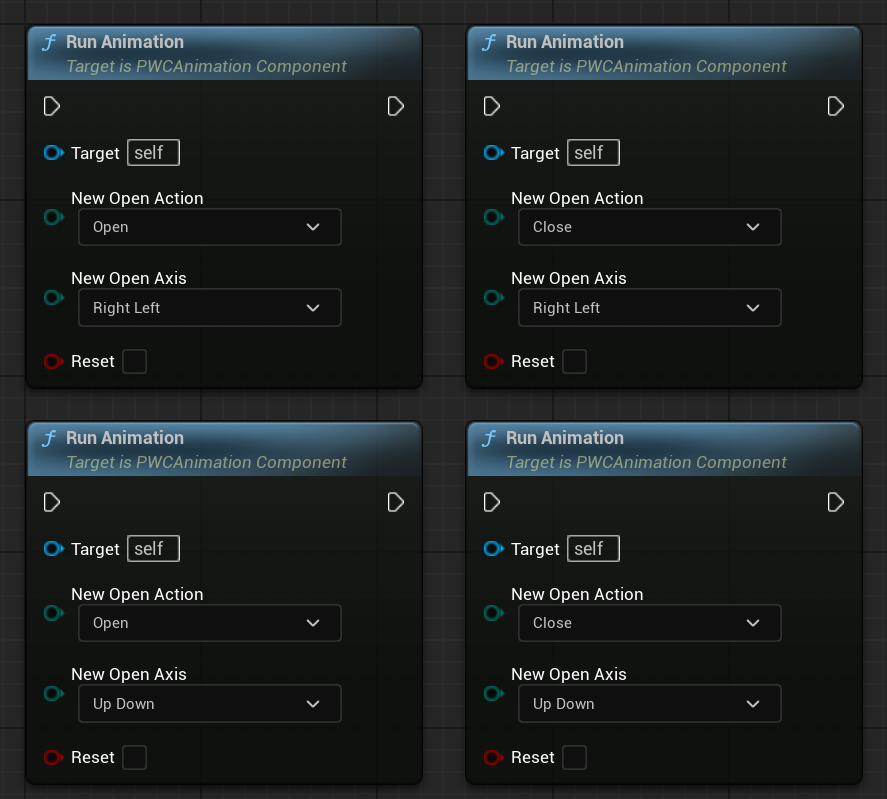 Run Animation
Target is PWCAnimation Component
Target self
New Open Action
Open
New Open Axis
Right Left
Reset
Run Animation
Target is PWCAnimation Component
Target self
New Open Action
Close
New Open Axis
Right Left
Reset
Run Animation
Target is PWCAnimation Component
Target self
New Open Action
Open
New Open Axis
Up Down
Reset
Run Animation
Target is PWCAnimation Component
Target self
New Open Action
Close
New Open Axis
Up Down
Reset